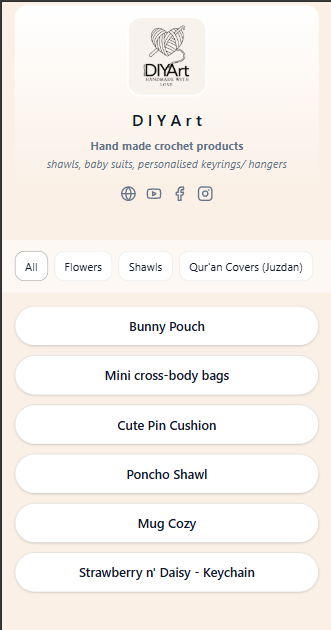 DIYArt
HANDMADE WITH
LOVE
DIYArt
Hand made crochet products
shawls, baby suits, personalised keyrings/ hangers
All
Flowers
Shawls
Qur'an Covers (Juzdan)
Bunny Pouch
Mini cross-body bags
Cute Pin Cushion
Poncho Shawl
Mug Cozy
Strawberry n' Daisy - Keychain